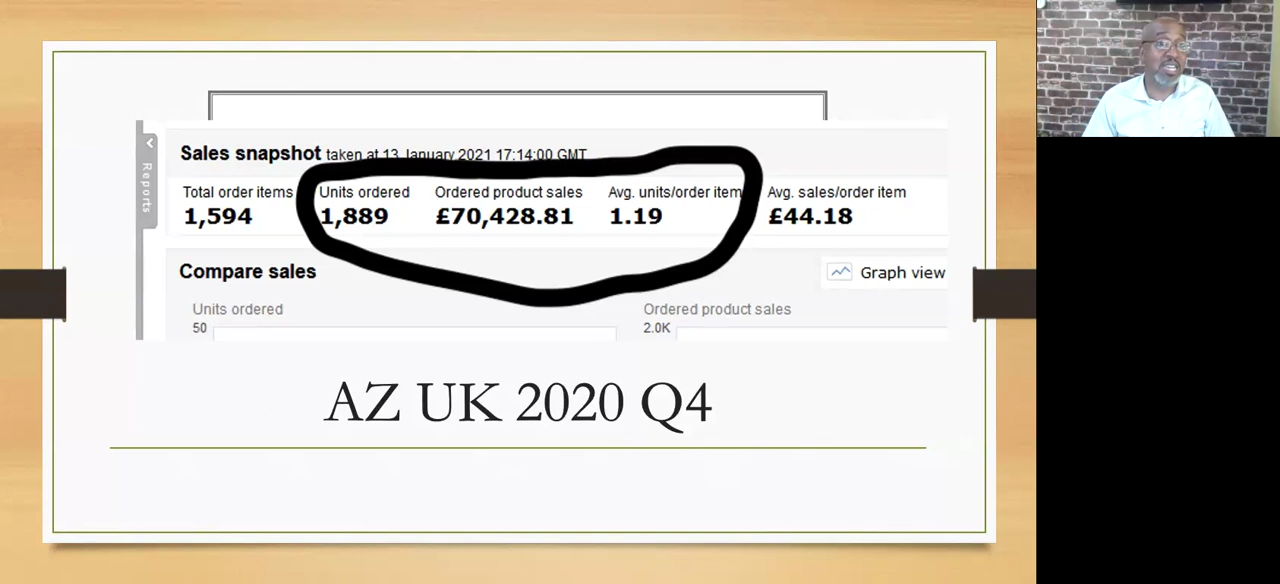 Sales snapshot taken at 13 January 2021 17:14:00 GMT
Reports
Total order items Units ordered Ordered product sales Avg. units/order item Avg. sales/order item
1,594 1,889 £70,428.81 1.19 £44.18
Compare sales Graph view
Units ordered Ordered product sales
50 2.0K
AZ UK 2020 Q4